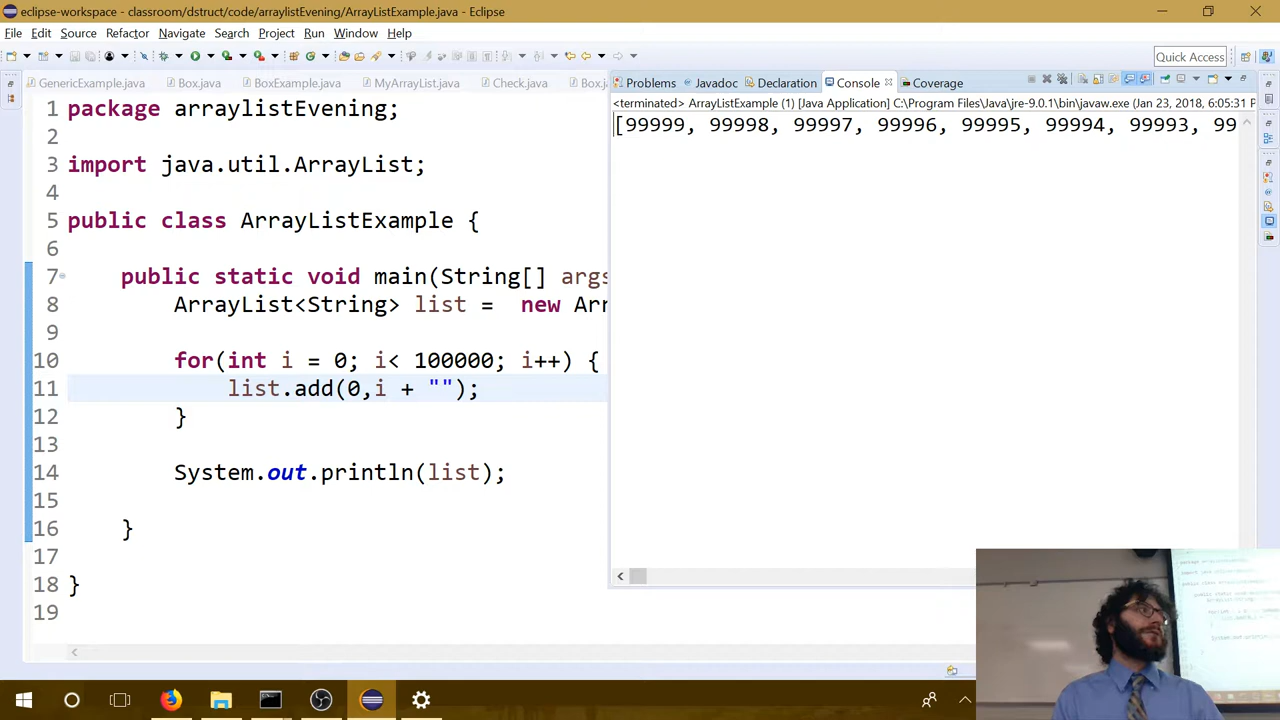 eclipse-workspace - classroom/dstruct/code/arraylistEvening/ArrayListExample.java - Eclipse
File Edit Source Refactor Navigate Search Project Run Window Help
Quick Access
GenericExample.java Box.java BoxExample.java MyArrayList.java Check.java Box.j
Problems Javadoc Declaration Console Coverage
<terminated> ArrayListExample (1) [Java Application] C:\Program Files\Java\jre-9.0.1\bin\javaw.exe (Jan 23, 2018, 6:05:31 P
[99999, 99998, 99997, 99996, 99995, 99994, 99993, 99
1 package arraylistEvening;
2
3 import java.util.ArrayList;
4
5 public class ArrayListExample {
6
7 public static void main(String[] args
8 ArrayList<String> list = new Arr
9
10 for(int i = 0; i< 100000; i++) {
11 list.add(0,i + "");
12 }
13
14 System.out.println(list);
15
16 }
17
18 }
19